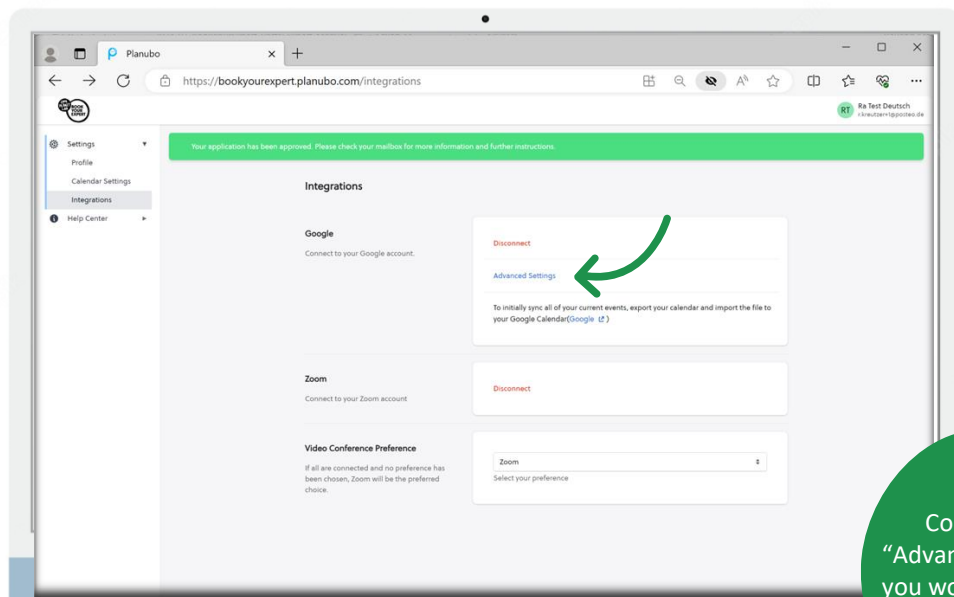 Planubo
https://bookyourexpert.planubo.com/integrations
BOOK
YOUR
EXPERT
RT
Ra Test Deutsch
Settings
Profile
Calendar Settings
Integrations
Help Center
Your application has been approved. Please check your mailbox for more information and further instructions.
Integrations
Google
Connect to your Google account.
Disconnect
Advanced Settings
To initially sync all of your current events, export your calendar and import the file to
your Google Calendar(Google )
Zoom
Connect to your Zoom account
Disconnect
Video Conference Preference
If all are connected and no preference has
been chosen, Zoom will be the preferred
choice.
Zoom
Select your preference
Co
“Advan
you wo